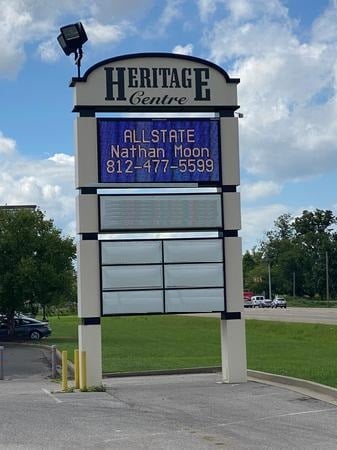 HERITAGE
Centre
ALLSTATE
Nathan Moon
812-477-5599